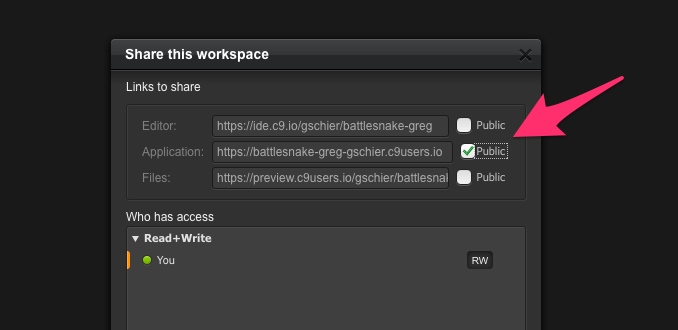 Share this workspace
Links to share
Editor: https://ide.c9.io/gschier/battlesnake-greg Public
Application: https://battlesnake-greg-gschier.c9users.io Public
Files: https://preview.c9users.io/gschier/battlesnak Public
Who has access
Read+Write
You RW